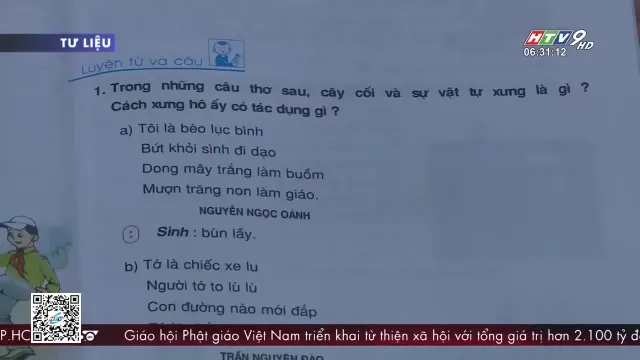 TƯ LIỆU
HTV9 HD
06:31:12
Luyện từ và câu
1. Trong những câu thơ sau, cây cối và sự vật tự xưng là gì ?
Cách xưng hô ấy có tác dụng gì ?
a) Tôi là bèo lục bình
Bứt khỏi sình đi dạo
Dong mây trắng làm buồm
Mượn trăng non làm giáo.
NGUYỄN NGỌC OÁNH
Sình : bùn lầy.
b) Tớ là chiếc xe lu
Người tớ to lù lù
Con đường nào mới đắp
P.HC
Giáo hội Phật giáo Việt Nam triển khai từ thiện xã hội với tổng giá trị hơn 2.100 tỷ đ
TRẦN NGUYÊN ĐÀO